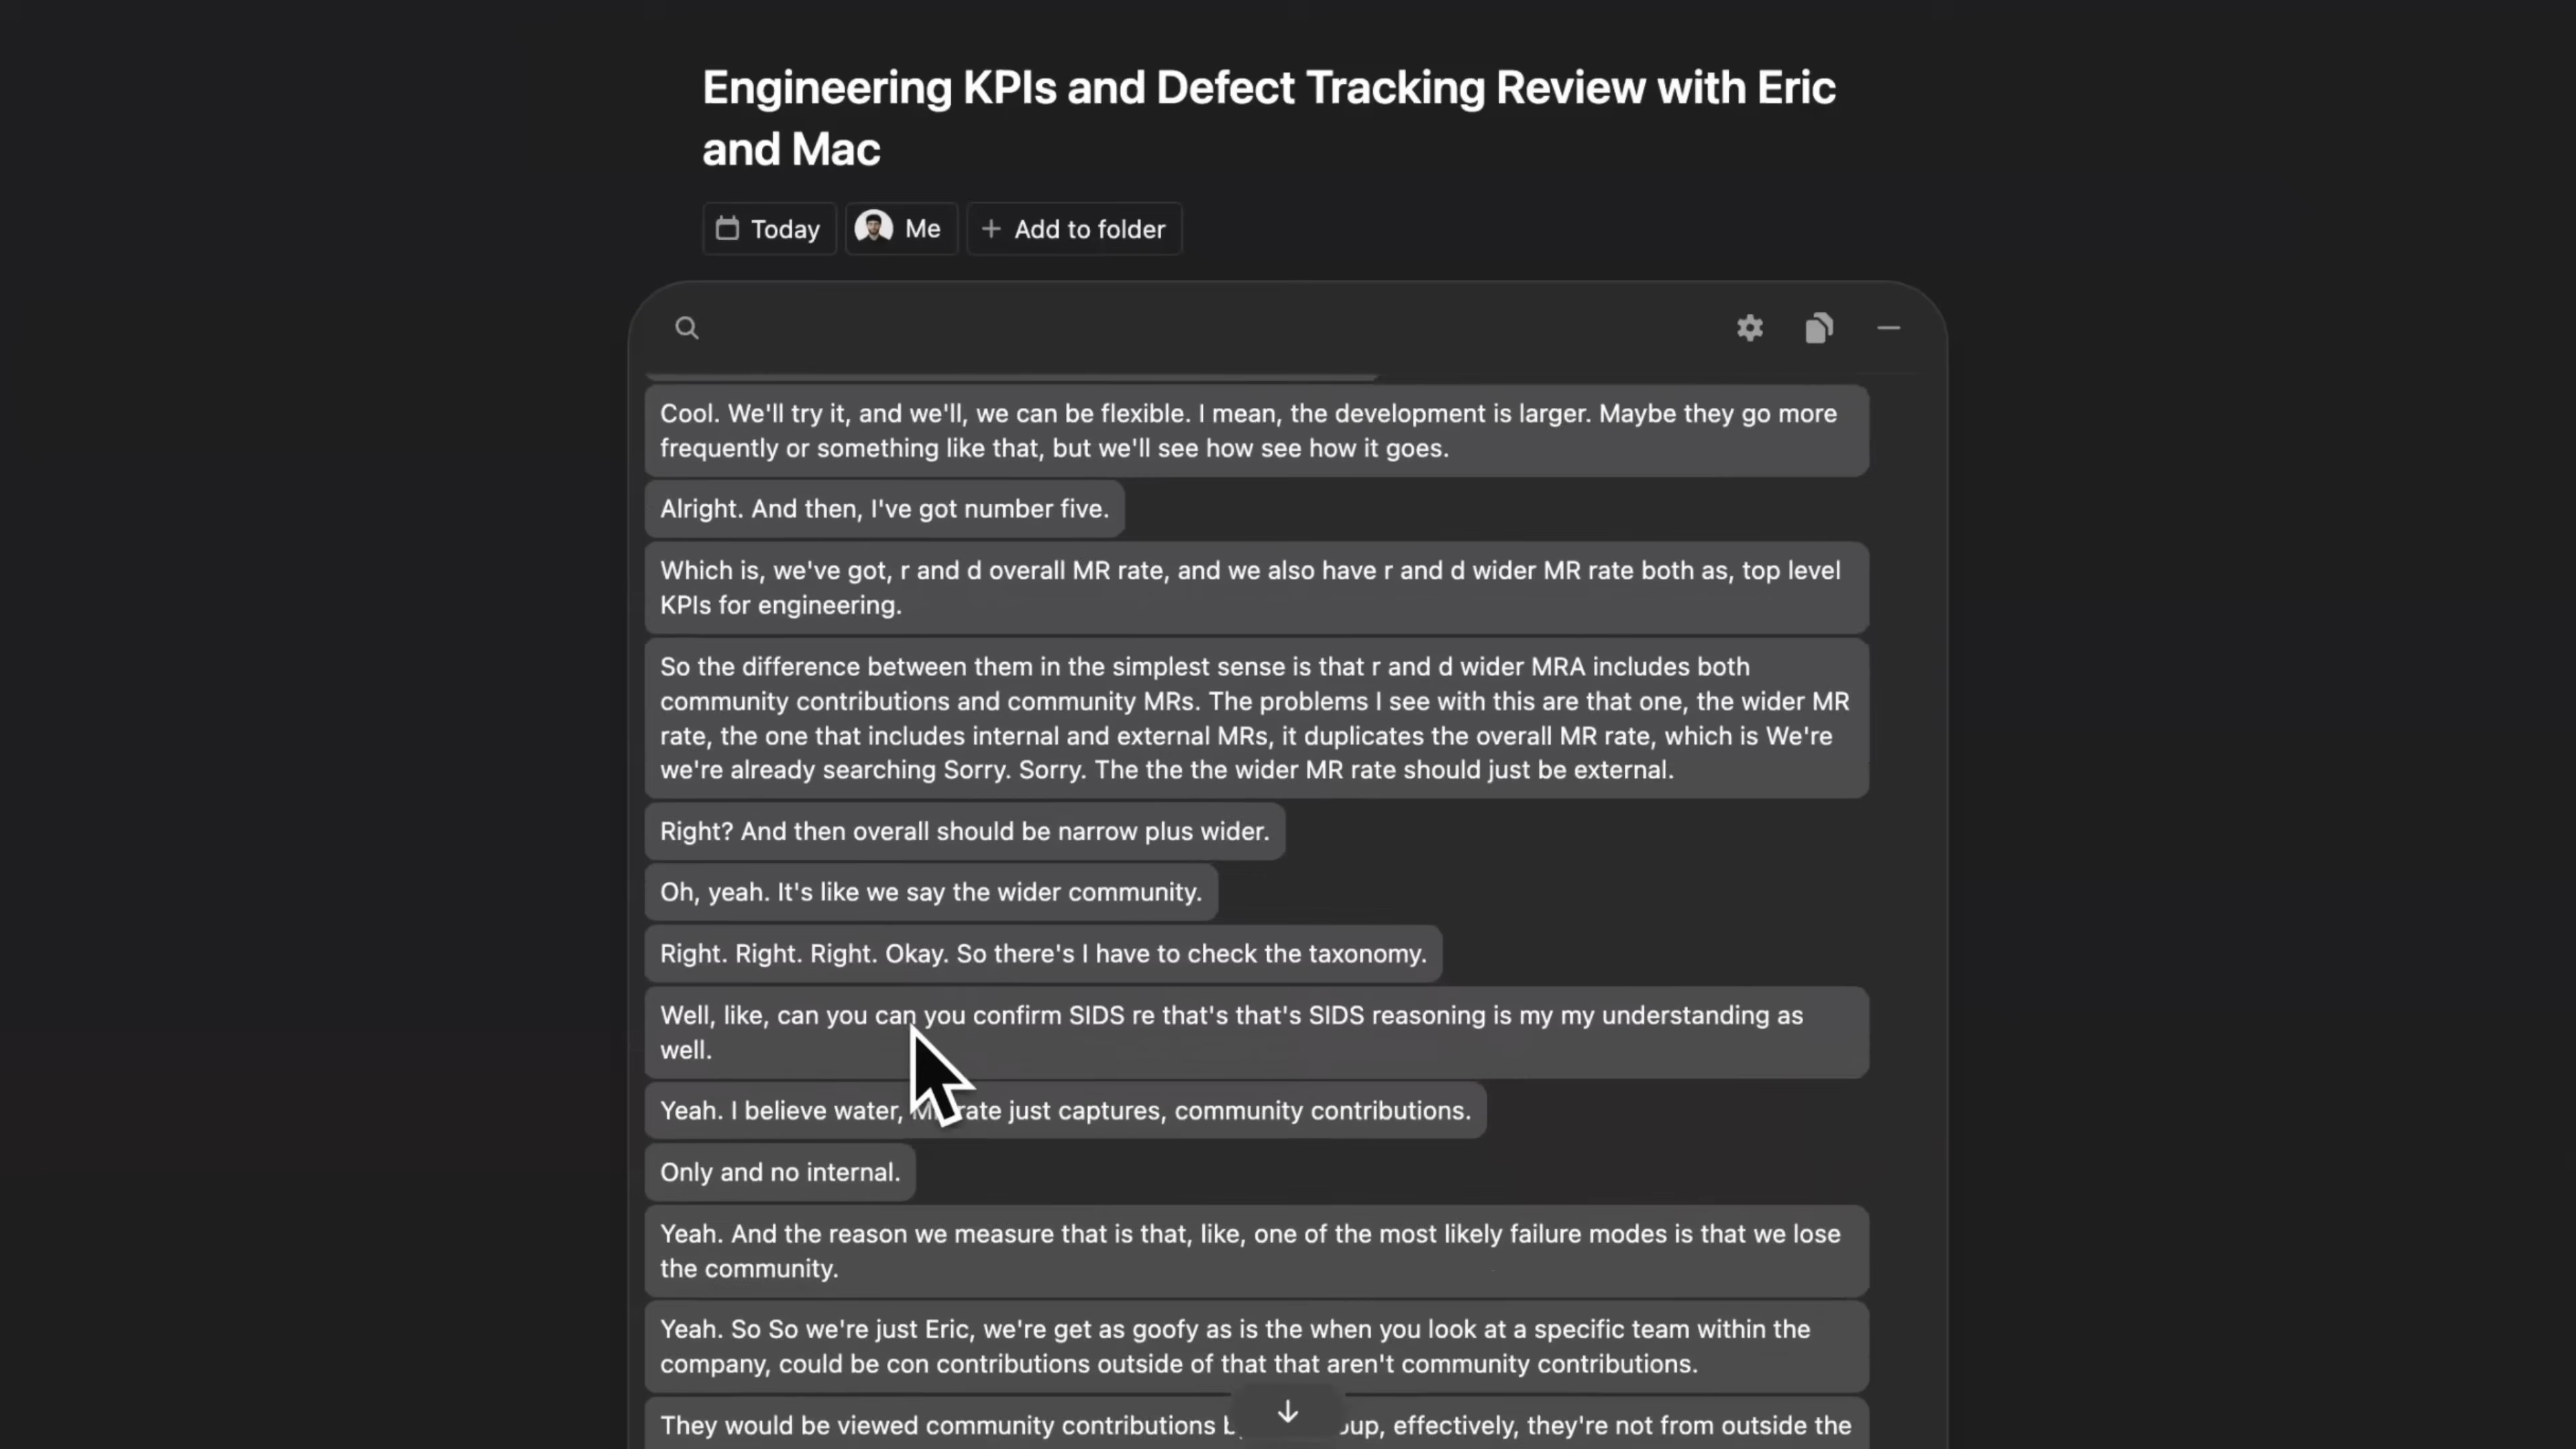 Engineering KPIs and Defect Tracking Review with Eric
and Mac
Today
Me
Add to folder
Cool. We'll try it, and we'll, we can be flexible. I mean, the development is larger. Maybe they go more
frequently or something like that, but we'll see how see how it goes.
Alright. And then, I've got number five.
Which is, we've got, r and d overall MR rate, and we also have r and d wider MR rate both as, top level
KPIs for engineering.
So the difference between them in the simplest sense is that r and d wider MRA includes both
community contributions and community MRs. The problems I see with this are that one, the wider MR
rate, the one that includes internal and external MRs, it duplicates the overall MR rate, which is We're
we're already searching Sorry. Sorry. The the the wider MR rate should just be external.
Right? And then overall should be narrow plus wider.
Oh, yeah. It's like we say the wider community.
Right. Right. Right. Okay. So there's I have to check the taxonomy.
Well, like, can you can you confirm SIDS re that's that's SIDS reasoning is my my understanding as
well.
Yeah. I believe water, rate just captures, community contributions.
Only and no internal.
Yeah. And the reason we measure that is that, like, one of the most likely failure modes is that we lose
the community.
Yeah. So So we're just Eric, we're get as goofy as is the when you look at a specific team within the
company, could be con contributions outside of that that aren't community contributions.
They would be viewed community contributions effectively, they're not from outside the